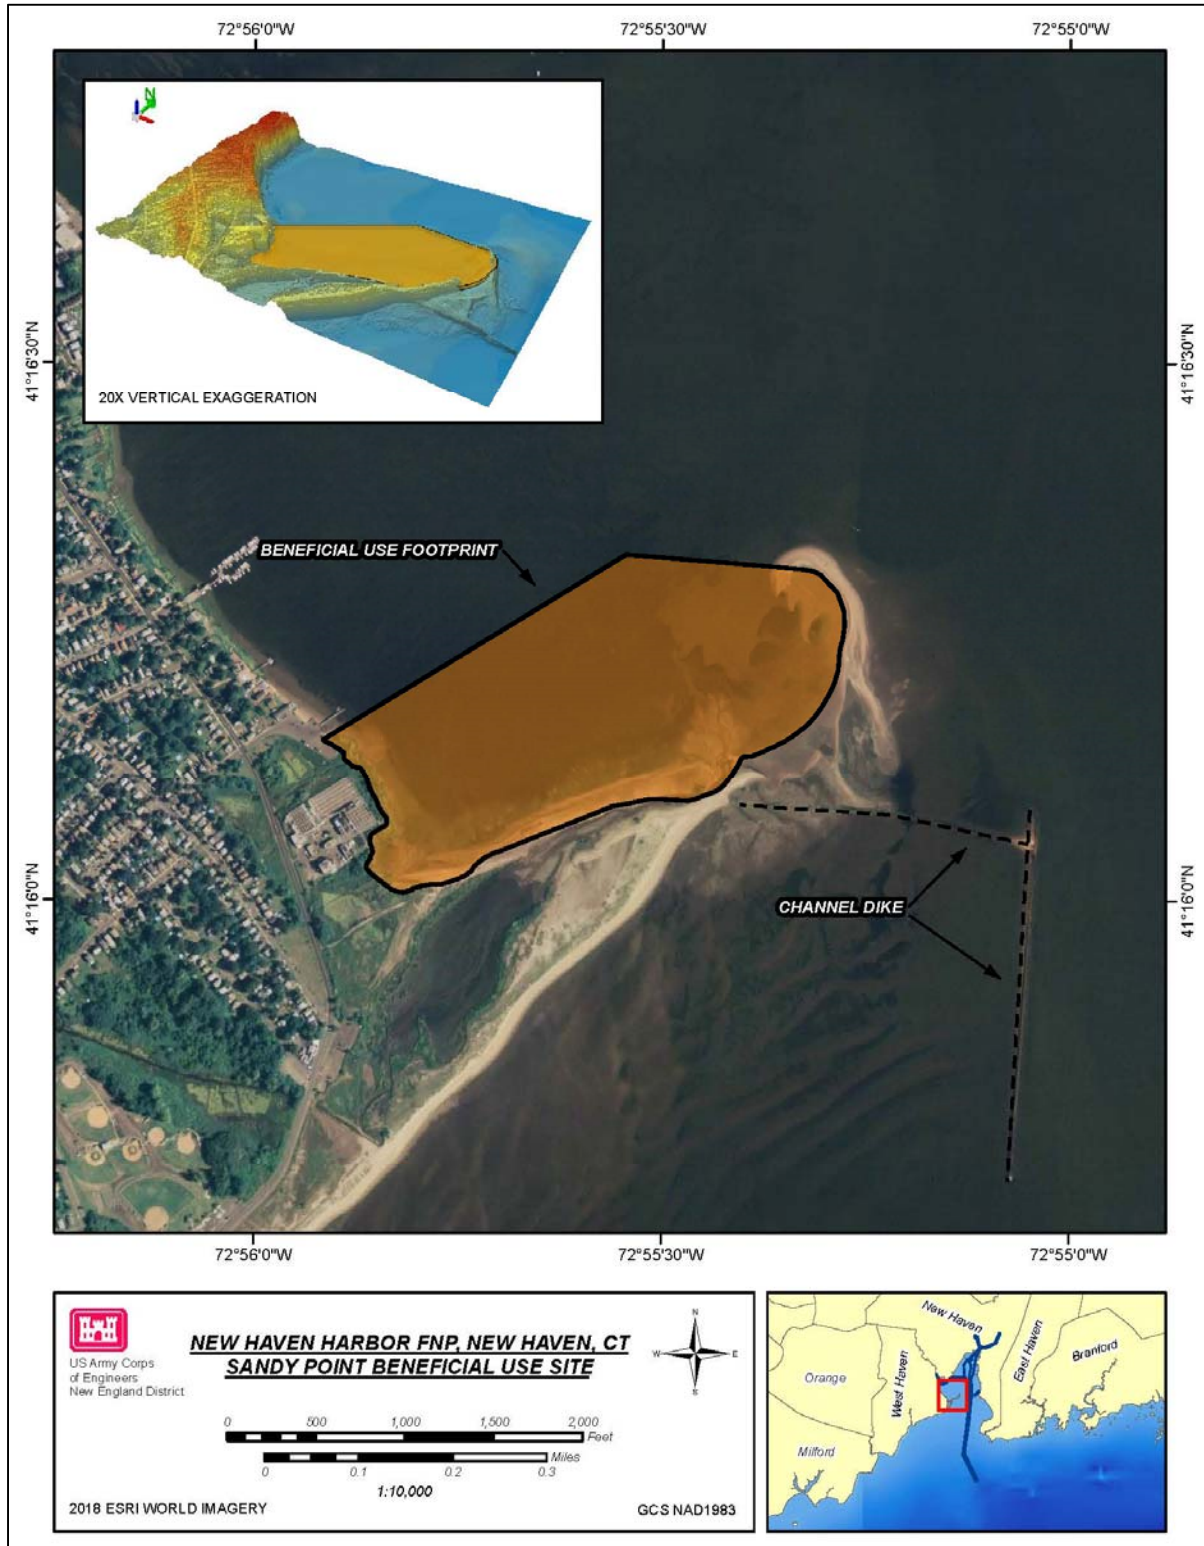 72°56'0"W
72°55'30"W
72°55'0"W
N
20X VERTICAL EXAGGERATION
41°16'30"N
41°16'30"N
BENEFICIAL USE FOOTPRINT
CHANNEL DIKE
41°16'0"N
41°16'0"N
72°56'0"W
72°55'30"W
72°55'0"W
US Army Corps
of Engineers
New England District
NEW HAVEN HARBOR FNP, NEW HAVEN, CT
SANDY POINT BENEFICIAL USE SITE
N
W
E
S
0 500 1,000 1,500 2,000
Feet
Miles
0 0.1 0.2 0.3
1:10,000
2018 ESRI WORLD IMAGERY
GCS NAD1983
New Haven
East Haven
Branford
Orange
West Haven
Milford